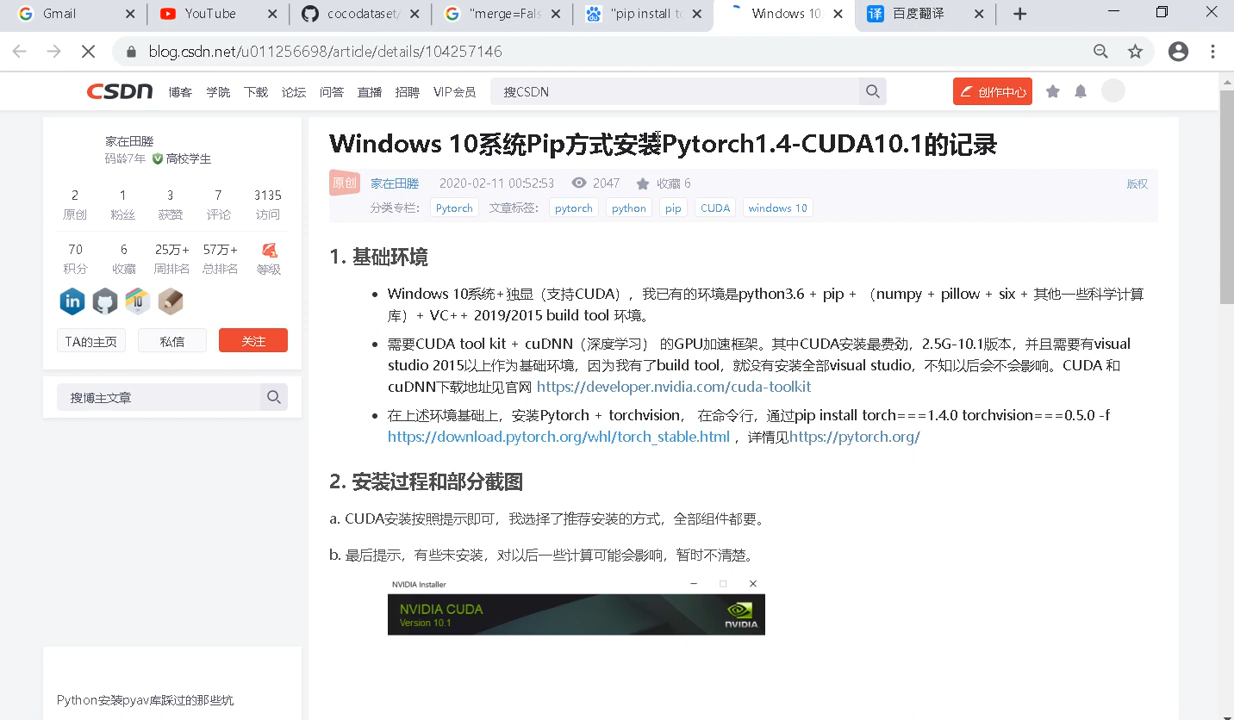 Gmail
YouTube
cocodataset/
"merge=Fals
"pip install to
Windows 10
百度翻译
blog.csdn.net/u011256698/article/details/104257146
CSDN 博客 学院 下载 论坛 问答 直播 招聘 VIP会员 搜CSDN 创作中心
家在田塍
码龄7年 高校学生
2 1 3 7 3135
原创 粉丝 获赞 评论 访问
70 6 25万+ 57万+
积分 收藏 周排名 总排名 等级
TA的主页 私信 关注
搜博主文章
Python安装pyav库踩过的那些坑
Windows 10系统Pip方式安装Pytorch1.4-CUDA10.1的记录
原创 家在田塍 2020-02-11 00:52:53 2047 收藏 6 版权
分类专栏: Pytorch 文章标签: pytorch python pip CUDA windows 10
1. 基础环境
• Windows 10系统+独显（支持CUDA），我已有的环境是python3.6 + pip + （numpy + pillow + six + 其他一些科学计算
库）+ VC++ 2019/2015 build tool 环境。
• 需要CUDA tool kit + cuDNN（深度学习） 的GPU加速框架。其中CUDA安装最费劲，2.5G-10.1版本，并且需要有visual
studio 2015以上作为基础环境，因为我有了build tool，就没有安装全部visual studio，不知以后会不会影响。CUDA 和
cuDNN下载地址见官网 https://developer.nvidia.com/cuda-toolkit
• 在上述环境基础上，安装Pytorch + torchvision， 在命令行，通过pip install torch===1.4.0 torchvision===0.5.0 -f
https://download.pytorch.org/whl/torch_stable.html ，详情见https://pytorch.org/
2. 安装过程和部分截图
a. CUDA安装按照提示即可，我选择了推荐安装的方式，全部组件都要。
b. 最后提示，有些未安装，对以后一些计算可能会影响，暂时不清楚。
NVIDIA Installer
NVIDIA CUDA
Version 10.1
NVIDIA.